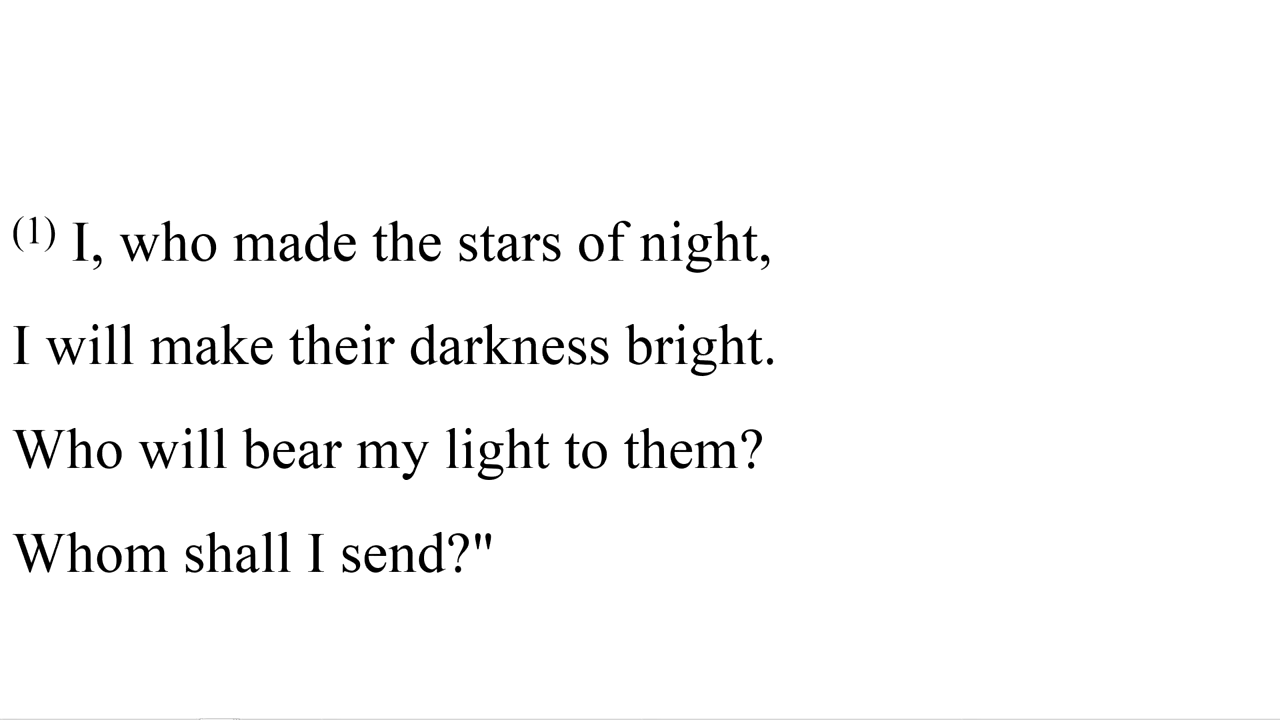 (1) I, who made the stars of night,
I will make their darkness bright.
Who will bear my light to them?
Whom shall I send?"